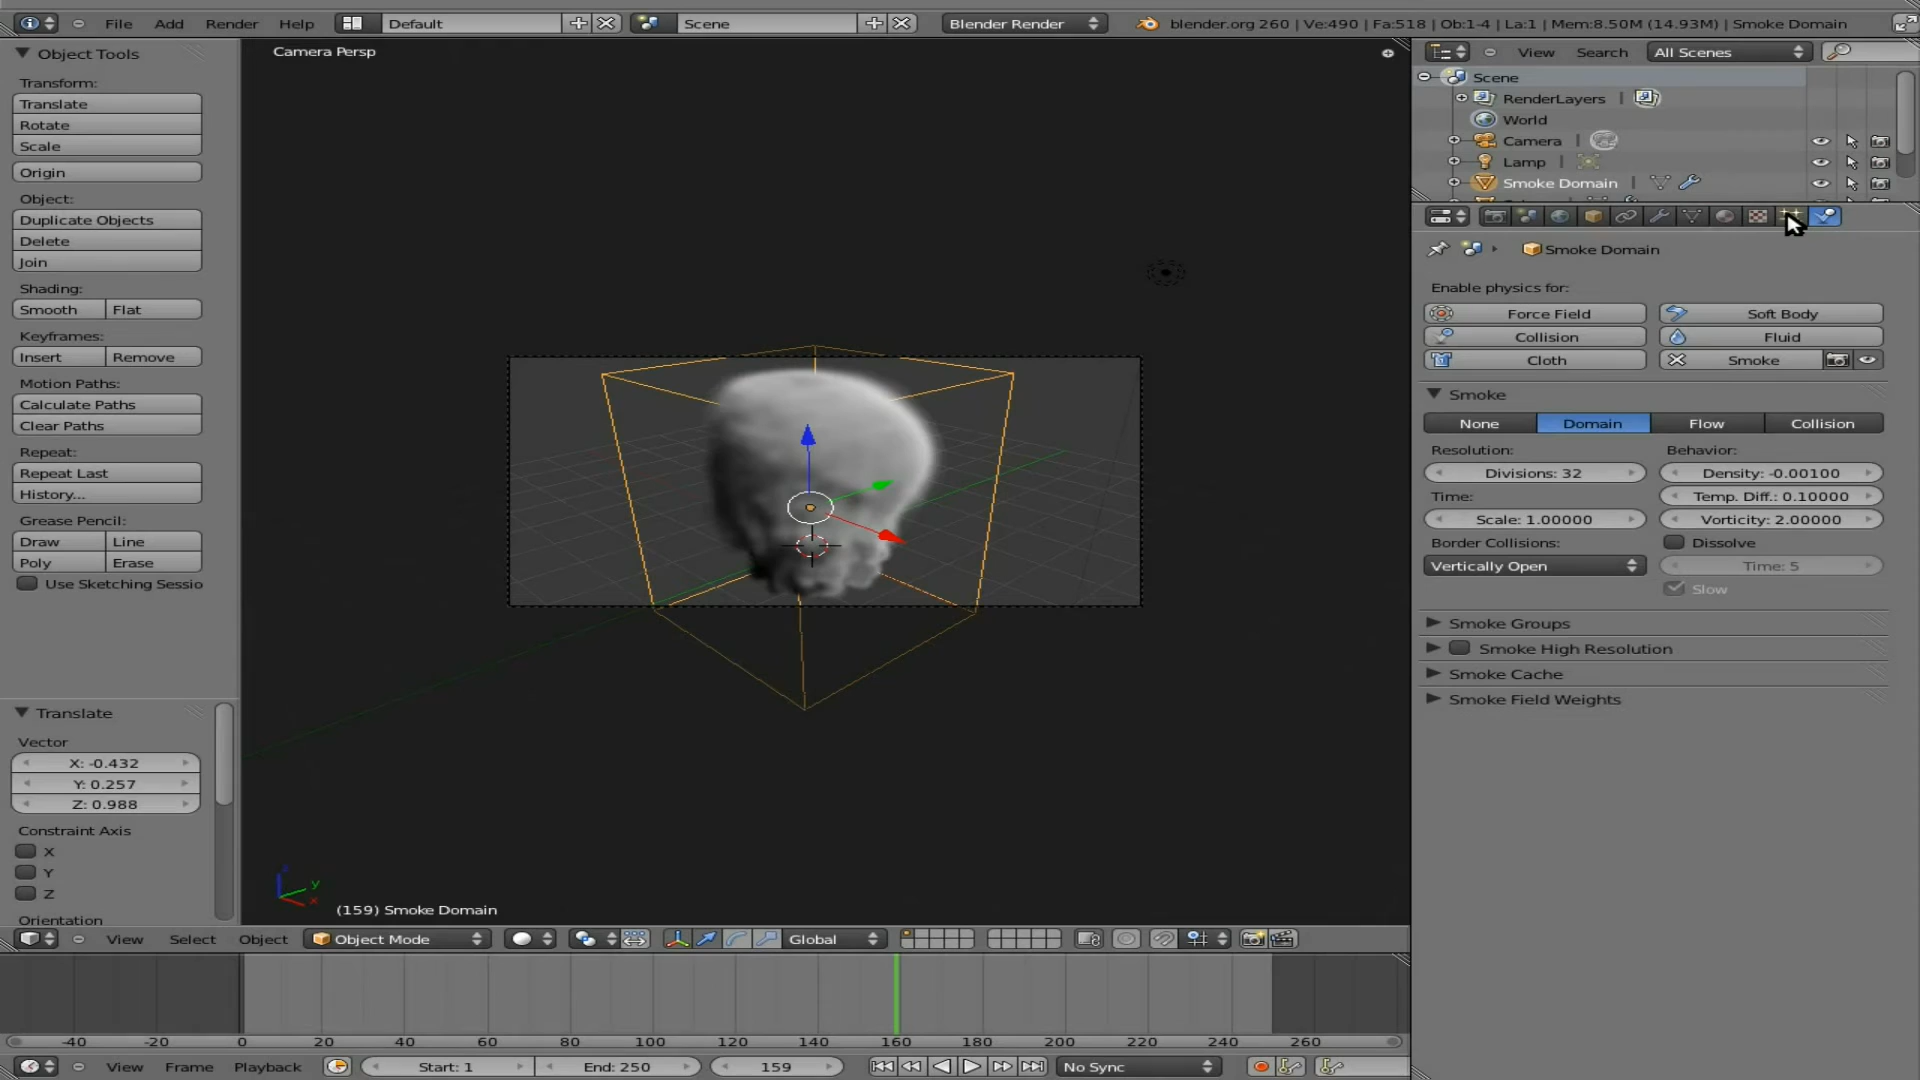 File Add Render Help Default Scene Blender Render blender.org 260 | Ve:490 | Fa:518 | Ob:1-4 | La:1 | Mem:8.50M (14.93M) | Smoke Domain
Object Tools
Transform:
Translate
Rotate
Scale
Origin
Object:
Duplicate Objects
Delete
Join
Shading:
Smooth Flat
Keyframes:
Insert Remove
Motion Paths:
Calculate Paths
Clear Paths
Repeat:
Repeat Last
History...
Grease Pencil:
Draw Line
Poly Erase
Use Sketching Sessio
Translate
Vector
X: -0.432
Y: 0.257
Z: 0.988
Constraint Axis
X
Y
Z
Orientation
Camera Persp
z
y
x
(159) Smoke Domain
View Select Object Object Mode Global
-40 -20 0 20 40 60 80 100 120 140 160 180 200 220 240 260
View Frame Playback Start: 1 End: 250 159 No Sync
View Search All Scenes
Scene
RenderLayers |
World
Camera |
Lamp |
Smoke Domain |
Smoke Domain
Enable physics for:
Force Field Soft Body
Collision Fluid
Cloth Smoke
Smoke
None Domain Flow Collision
Resolution: Behavior:
Divisions: 32 Density: -0.00100
Time: Temp. Diff.: 0.10000
Scale: 1.00000 Vorticity: 2.00000
Border Collisions: Dissolve
Vertically Open Time: 5
Slow
Smoke Groups
Smoke High Resolution
Smoke Cache
Smoke Field Weights